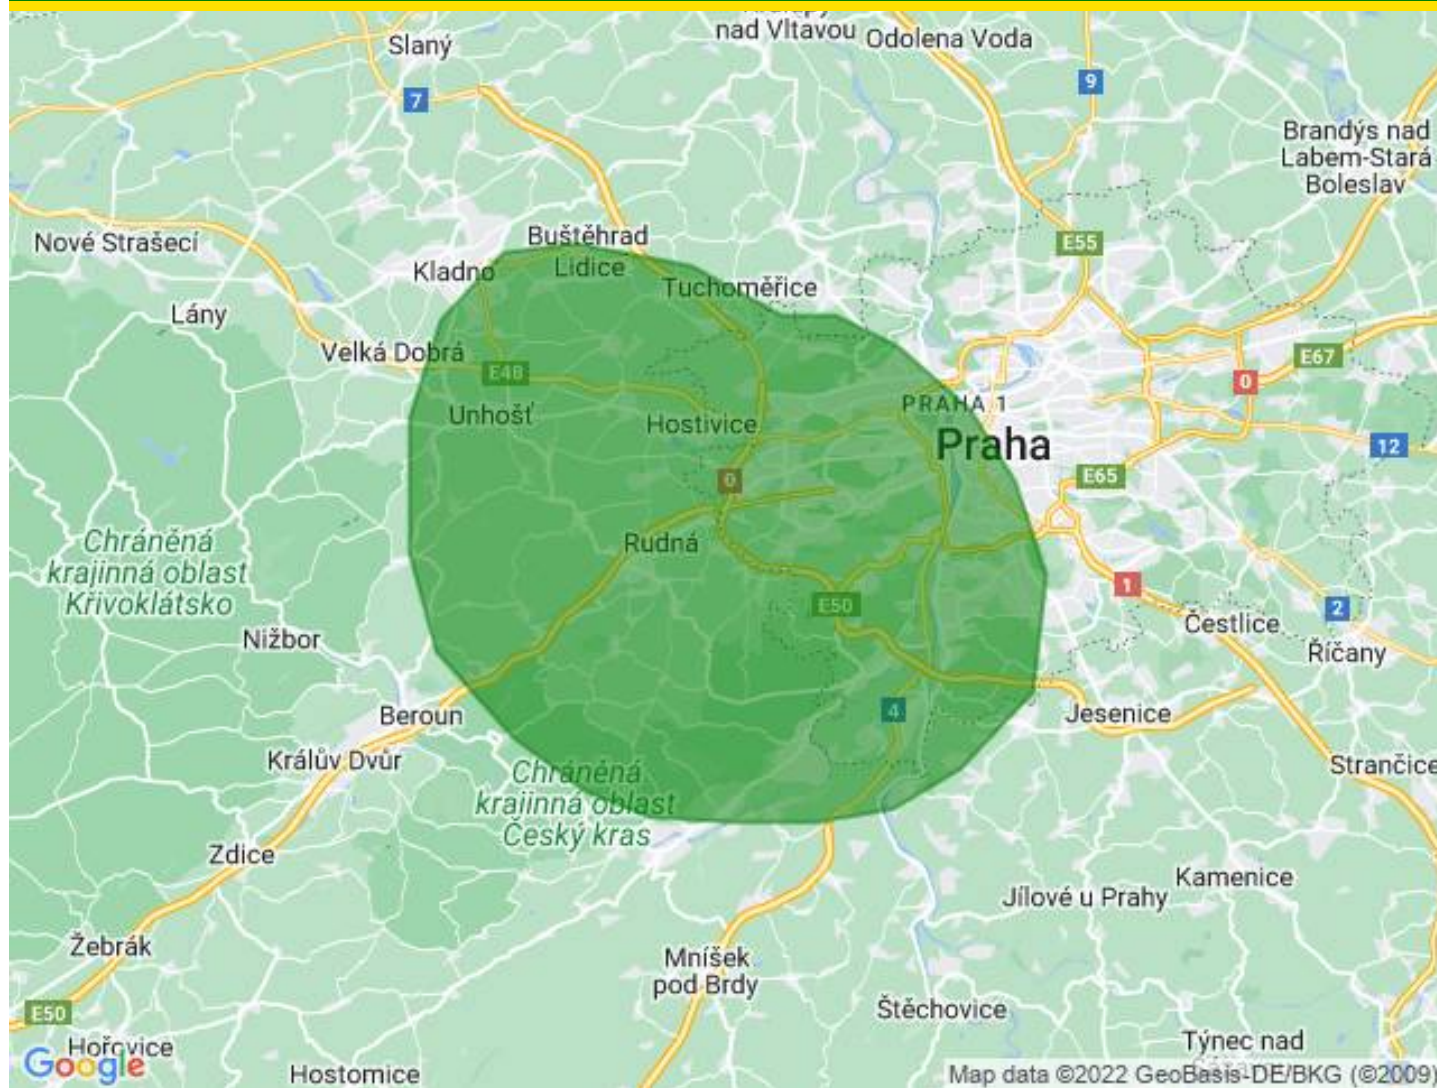 nad Vltavou
Odolena Voda
Slaný
7
9
Brandýs nad
Labem-Stará
Boleslav
Nové Strašecí
Buštěhrad
E55
Kladno
Lidice
Tuchoměřice
Lány
Velká Dobrá
E48
E67
0
Unhošť
Hostivice
PRAHA 1
Praha
12
0
E65
Chráněná
krajinná oblast
Křivoklátsko
Rudná
1
E50
2
Čestlice
Nižbor
Říčany
Beroun
4
Jesenice
Králův Dvůr
Strančice
Chráněná
krajinná oblast
Český kras
Zdice
Kamenice
Jílové u Prahy
Žebrák
Mníšek
pod Brdy
Štěchovice
E50
Hořovice
Týnec nad
Google
Hostomice
Map data ©2022 GeoBasis-DE/BKG (©2009)